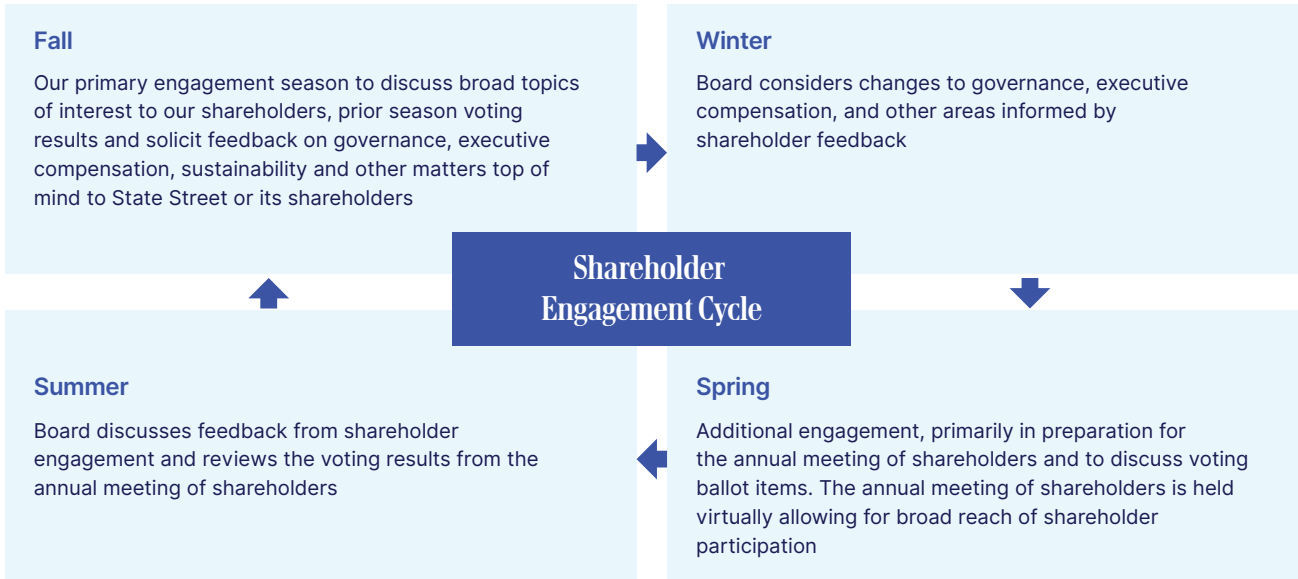 Fall
Our primary engagement season to discuss broad topics
of interest to our shareholders, prior season voting
results and solicit feedback on governance, executive
compensation, sustainability and other matters top of
mind to State Street or its shareholders
Winter
Board considers changes to governance, executive
compensation, and other areas informed by
shareholder feedback
Shareholder
Engagement Cycle
Summer
Board discusses feedback from shareholder
engagement and reviews the voting results from the
annual meeting of shareholders
Spring
Additional engagement, primarily in preparation for
the annual meeting of shareholders and to discuss voting
ballot items. The annual meeting of shareholders is held
virtually allowing for broad reach of shareholder
participation